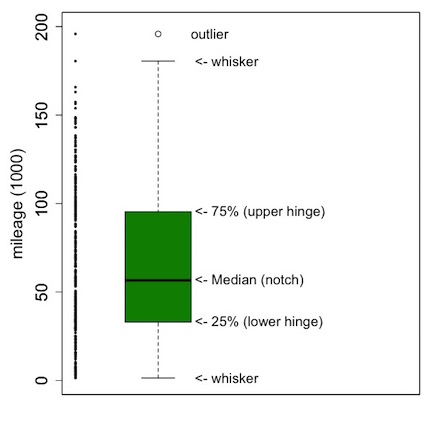 200
outlier
<- whisker
150
mileage (1000)
100
<- 75% (upper hinge)
50
<- Median (notch)
<- 25% (lower hinge)
0
<- whisker